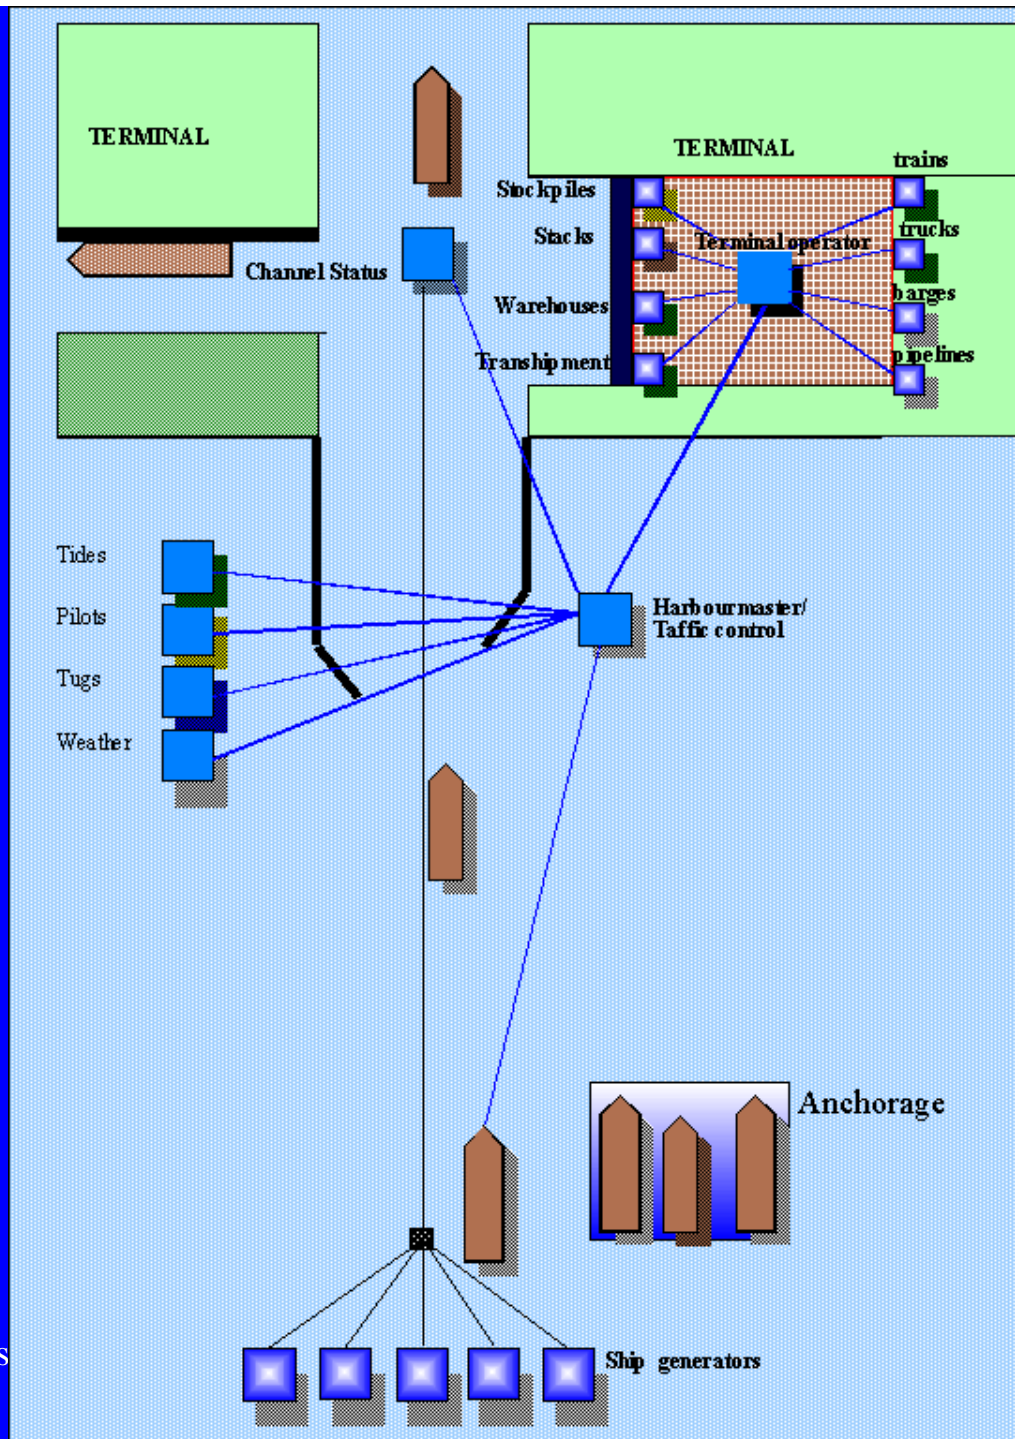 TERMINAL
TERMINAL
trains
Stockpiles
trucks
Stacks
Terminal operator
Channel Status
barges
Warehouses
pipelines
Transhipment
Tides
Pilots
Harbourmaster/
Taffic control
Tugs
Weather
Anchorage
s
Ship generators